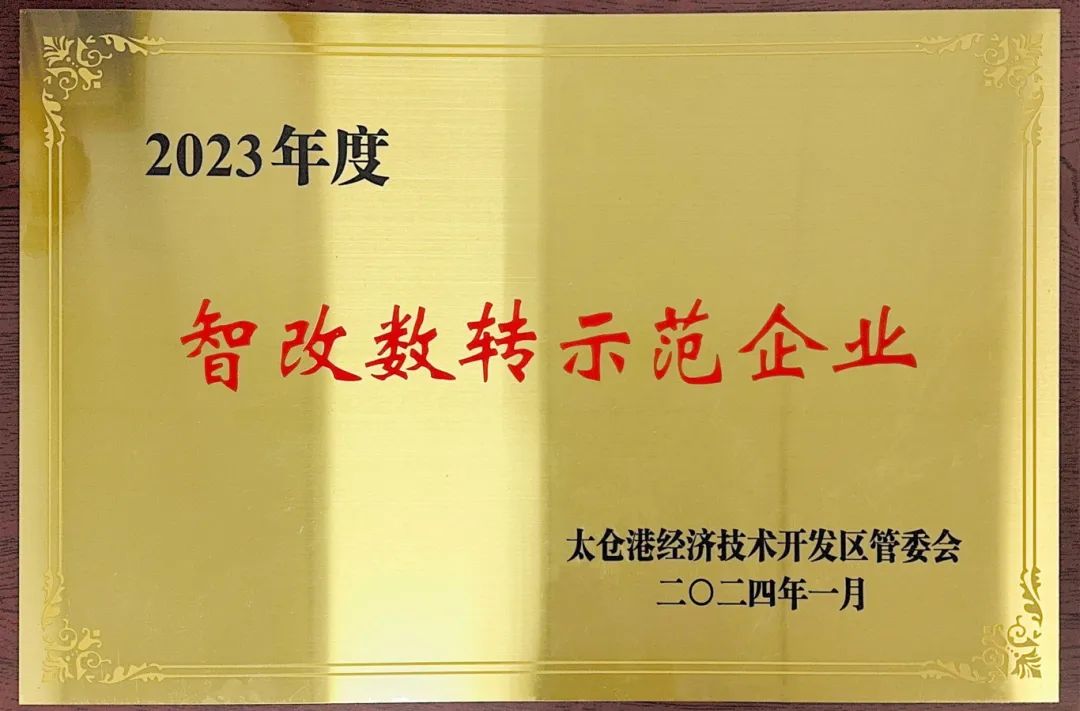 2023年度
智改数转示范企业
太仓港经济技术开发区管委会
二〇二四年一月